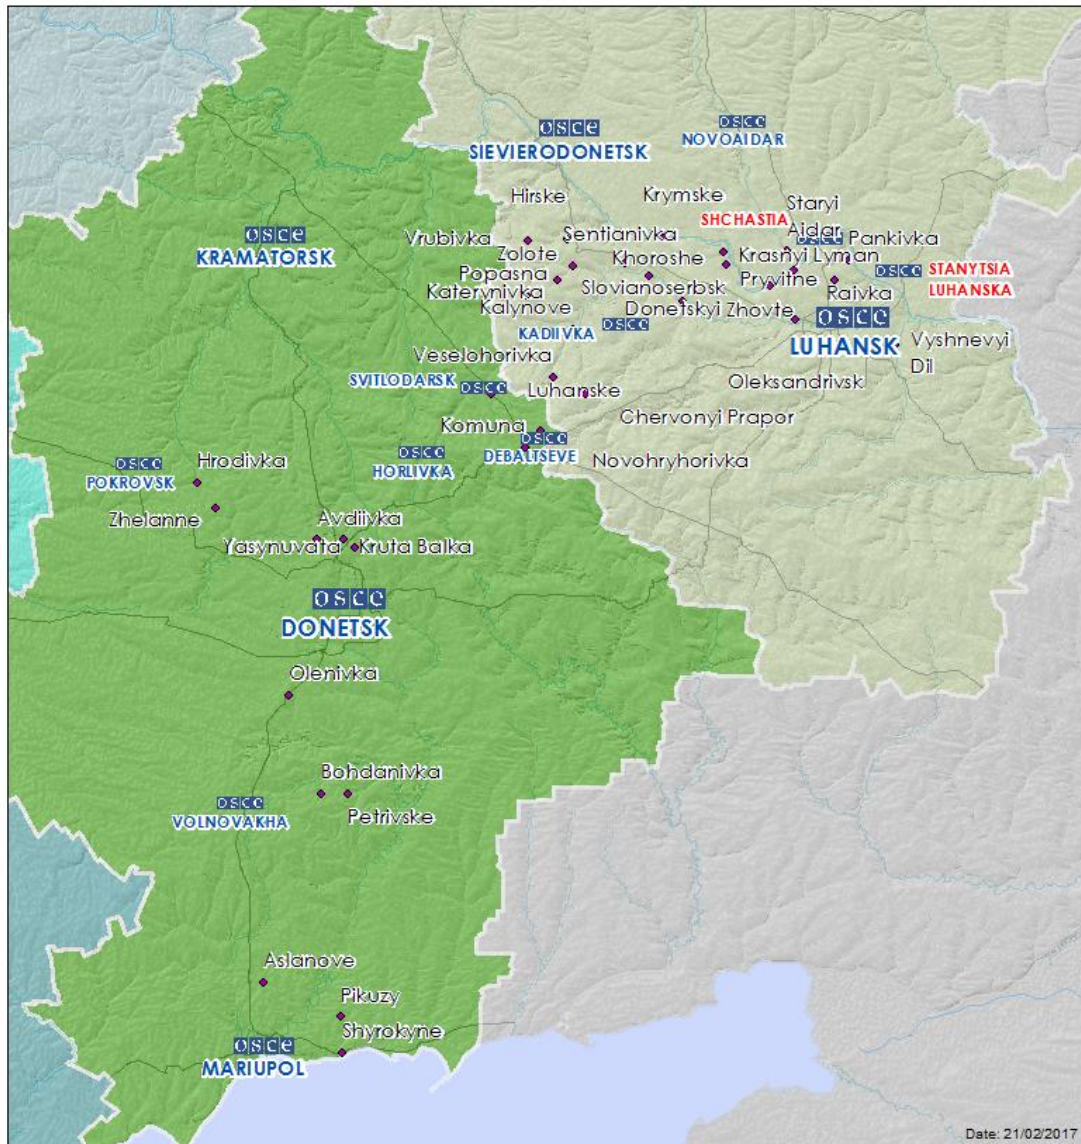 osce
NOVOAIDAR
osce
SIEVIERODONETSK
Hirske
Krymske
Staryi
Aidar
SHCHASTIA
osce
KRAMATORSK
Vrubivka
Sentianivka
osce
Pankivka
Zolote
Khoroshe
Krasnyi Lyman
Popasna
Slovianoserbsk
Pryvitne
Raivka
osce
STANYTSIA
LUHANSKA
Katerynivka
Kalynove
Donetskyi
Zhovte
KADIIVKA
osce
osce
LUHANSK
Vyshnevyi
Dil
Veselohorivka
SVITLODARSK
osce
Luhanske
Oleksandrivsk
Chervonyi Prapor
Komuna
osce
DEBALTSEVE
osce
HORLIVKA
Novohryhorivka
osce
POKROVSK
Hrodivka
Zhelanne
Avdiivka
Yasynuvata
Kruta Balka
osce
DONETSK
Olenivka
Bohdanivka
osce
VOLNOVAKHA
Petrivske
Aslanove
Pikuzy
Shyrokyne
osce
MARIUPOL
Date: 21/02/2017